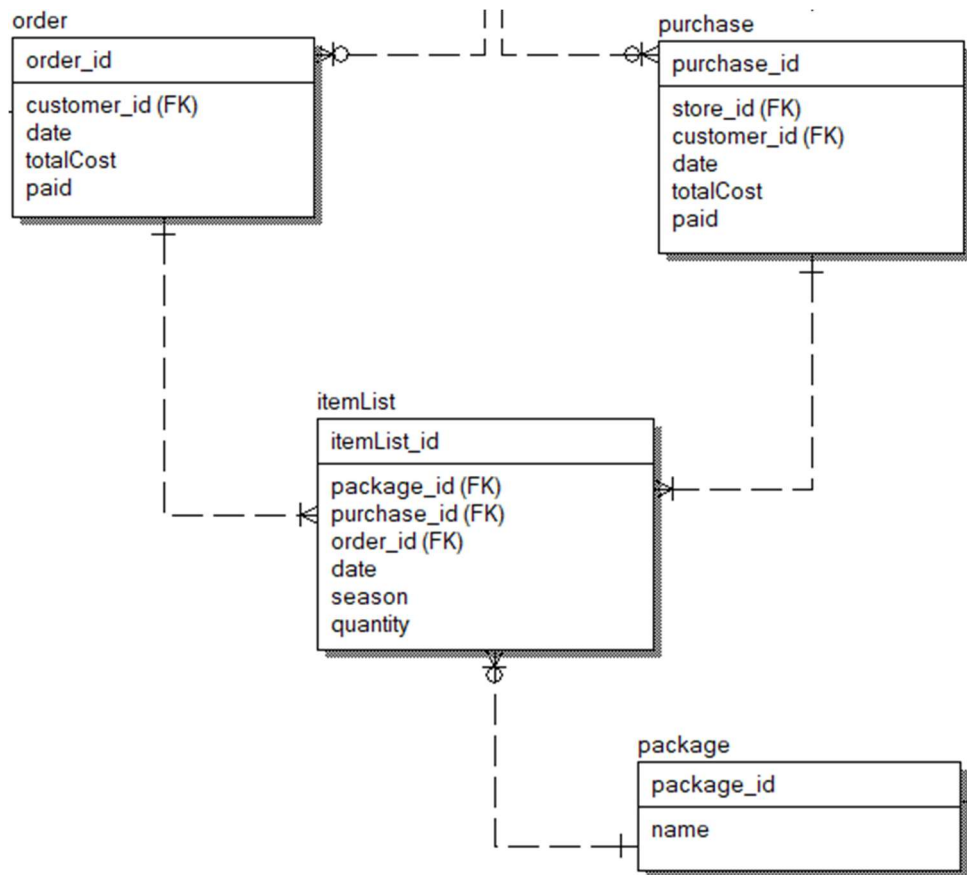 order
order_id
customer_id (FK)
date
totalCost
paid
purchase
purchase_id
store_id (FK)
customer_id (FK)
date
totalCost
paid
itemList
itemList_id
package_id (FK)
purchase_id (FK)
order_id (FK)
date
season
quantity
package
package_id
name